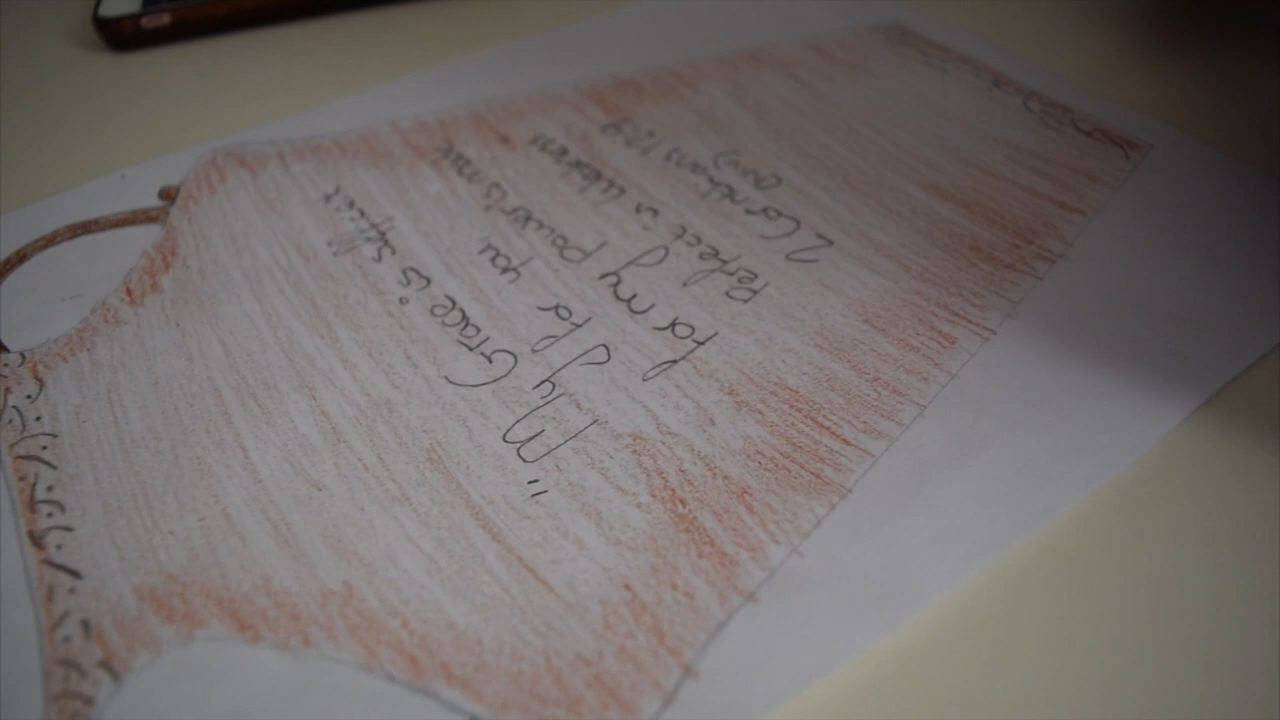 "My Grace is sufficient
for you
for my power is made
Perfect in weakness
2 Corinthians 12:9
(NIV)